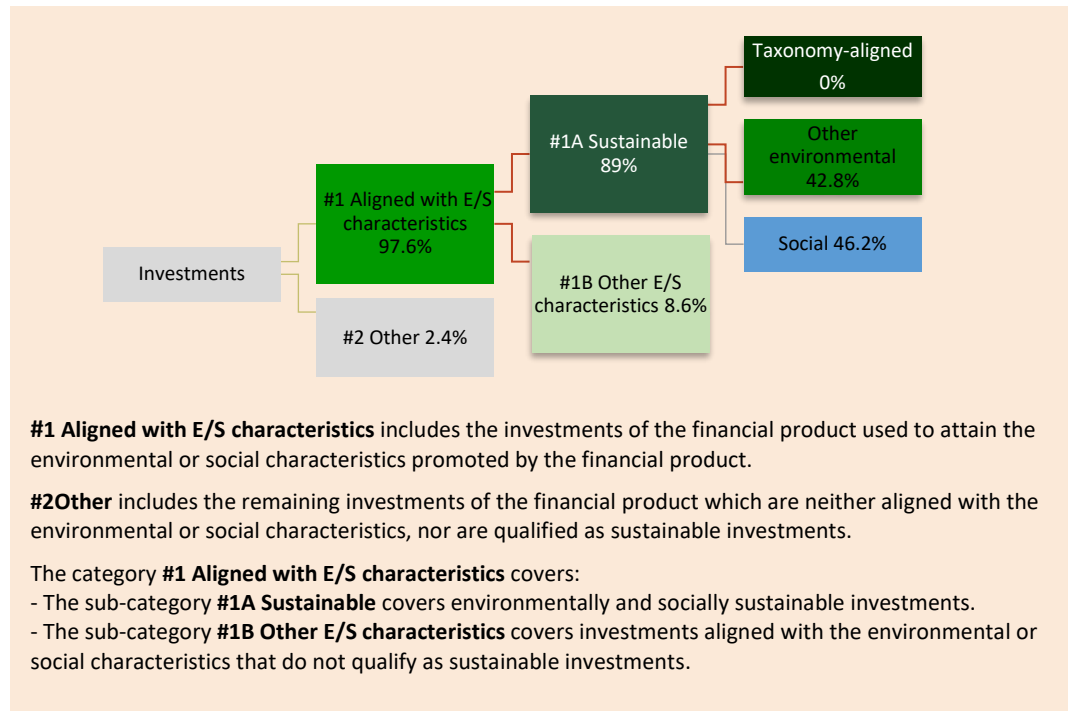 Taxonomy-aligned
0%
#1A Sustainable
89%
Other
environmental
42.8%
#1 Aligned with E/S
characteristics
97.6%
Social 46.2%
Investments
#1B Other E/S
characteristics 8.6%
#2 Other 2.4%
#1 Aligned with E/S characteristics includes the investments of the financial product used to attain the
environmental or social characteristics promoted by the financial product.
#2Other includes the remaining investments of the financial product which are neither aligned with the
environmental or social characteristics, nor are qualified as sustainable investments.
The category #1 Aligned with E/S characteristics covers:
- The sub-category #1A Sustainable covers environmentally and socially sustainable investments.
- The sub-category #1B Other E/S characteristics covers investments aligned with the environmental or
social characteristics that do not qualify as sustainable investments.